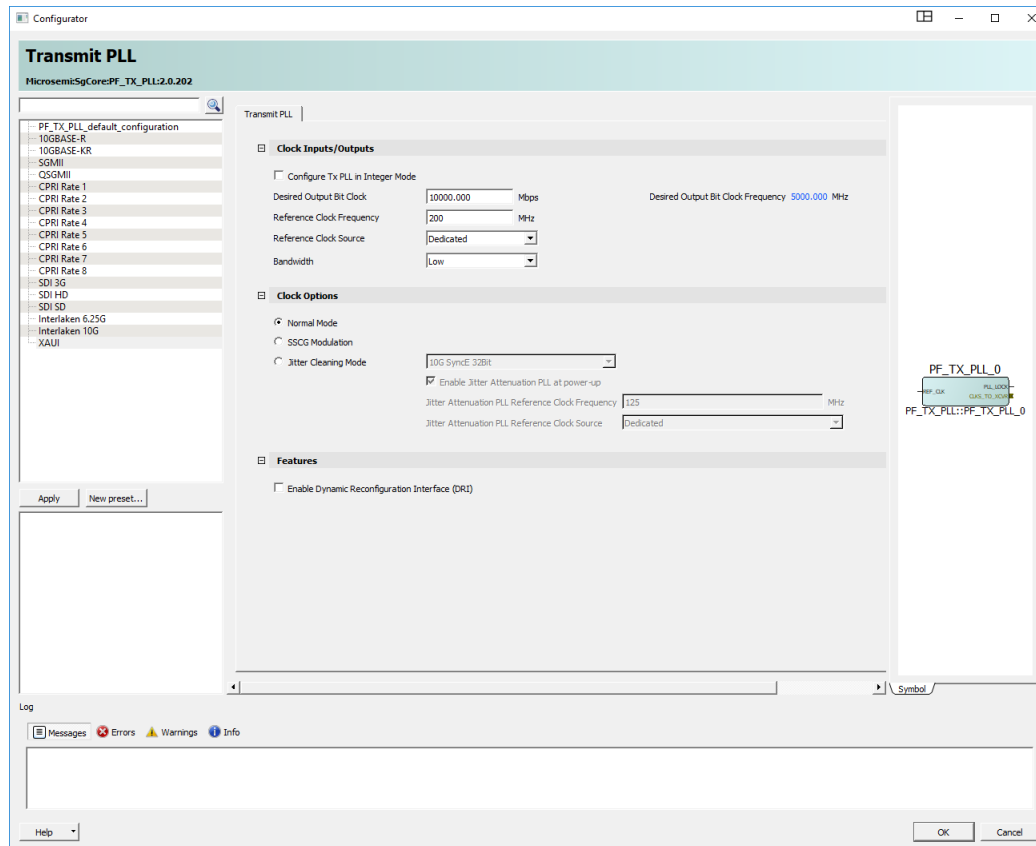 Configurator
Transmit PLL
Microsemi:SgCore:PF_TX_PLL:2.0.202
PF_TX_PLL_default_configuration
10GBASE-R
10GBASE-KR
SGMII
QSGMII
CPRI Rate 1
CPRI Rate 2
CPRI Rate 3
CPRI Rate 4
CPRI Rate 5
CPRI Rate 6
CPRI Rate 7
CPRI Rate 8
SDI 3G
SDI HD
SDI SD
Interlaken 6.25G
Interlaken 10G
XAUI
Apply New preset...
Transmit PLL
Clock Inputs/Outputs
Configure Tx PLL in Integer Mode
Desired Output Bit Clock 10000.000 Mbps Desired Output Bit Clock Frequency 5000.000 MHz
Reference Clock Frequency 200 MHz
Reference Clock Source Dedicated
Bandwidth Low
Clock Options
Normal Mode
SSCG Modulation
Jitter Cleaning Mode 10G SyncE 32Bit
Enable Jitter Attenuation PLL at power-up
Jitter Attenuation PLL Reference Clock Frequency 125 MHz
Jitter Attenuation PLL Reference Clock Source Dedicated
Features
Enable Dynamic Reconfiguration Interface (DRI)
PF_TX_PLL_0
REF_CLK PLL_LOCK
CLKS_TO_XCVR
PF_TX_PLL::PF_TX_PLL_0
Symbol
Log
Messages Errors Warnings Info
Help OK Cancel